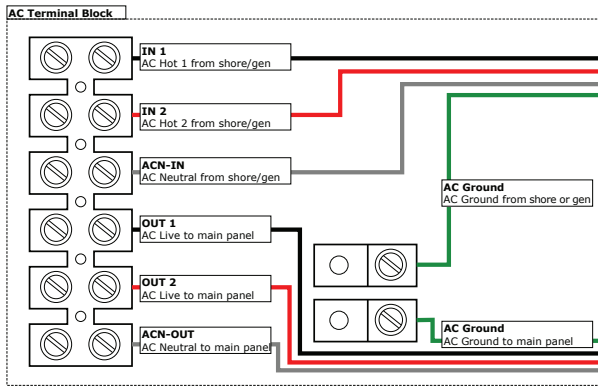 AC Terminal Block
IN 1
AC Hot 1 from shore/gen
IN 2
AC Hot 2 from shore/gen
ACN-IN
AC Neutral from shore/gen
AC Ground
AC Ground from shore or gen
OUT 1
AC Live to main panel
OUT 2
AC Live to main panel
ACN-OUT
AC Neutral to main panel
AC Ground
AC Ground to main panel